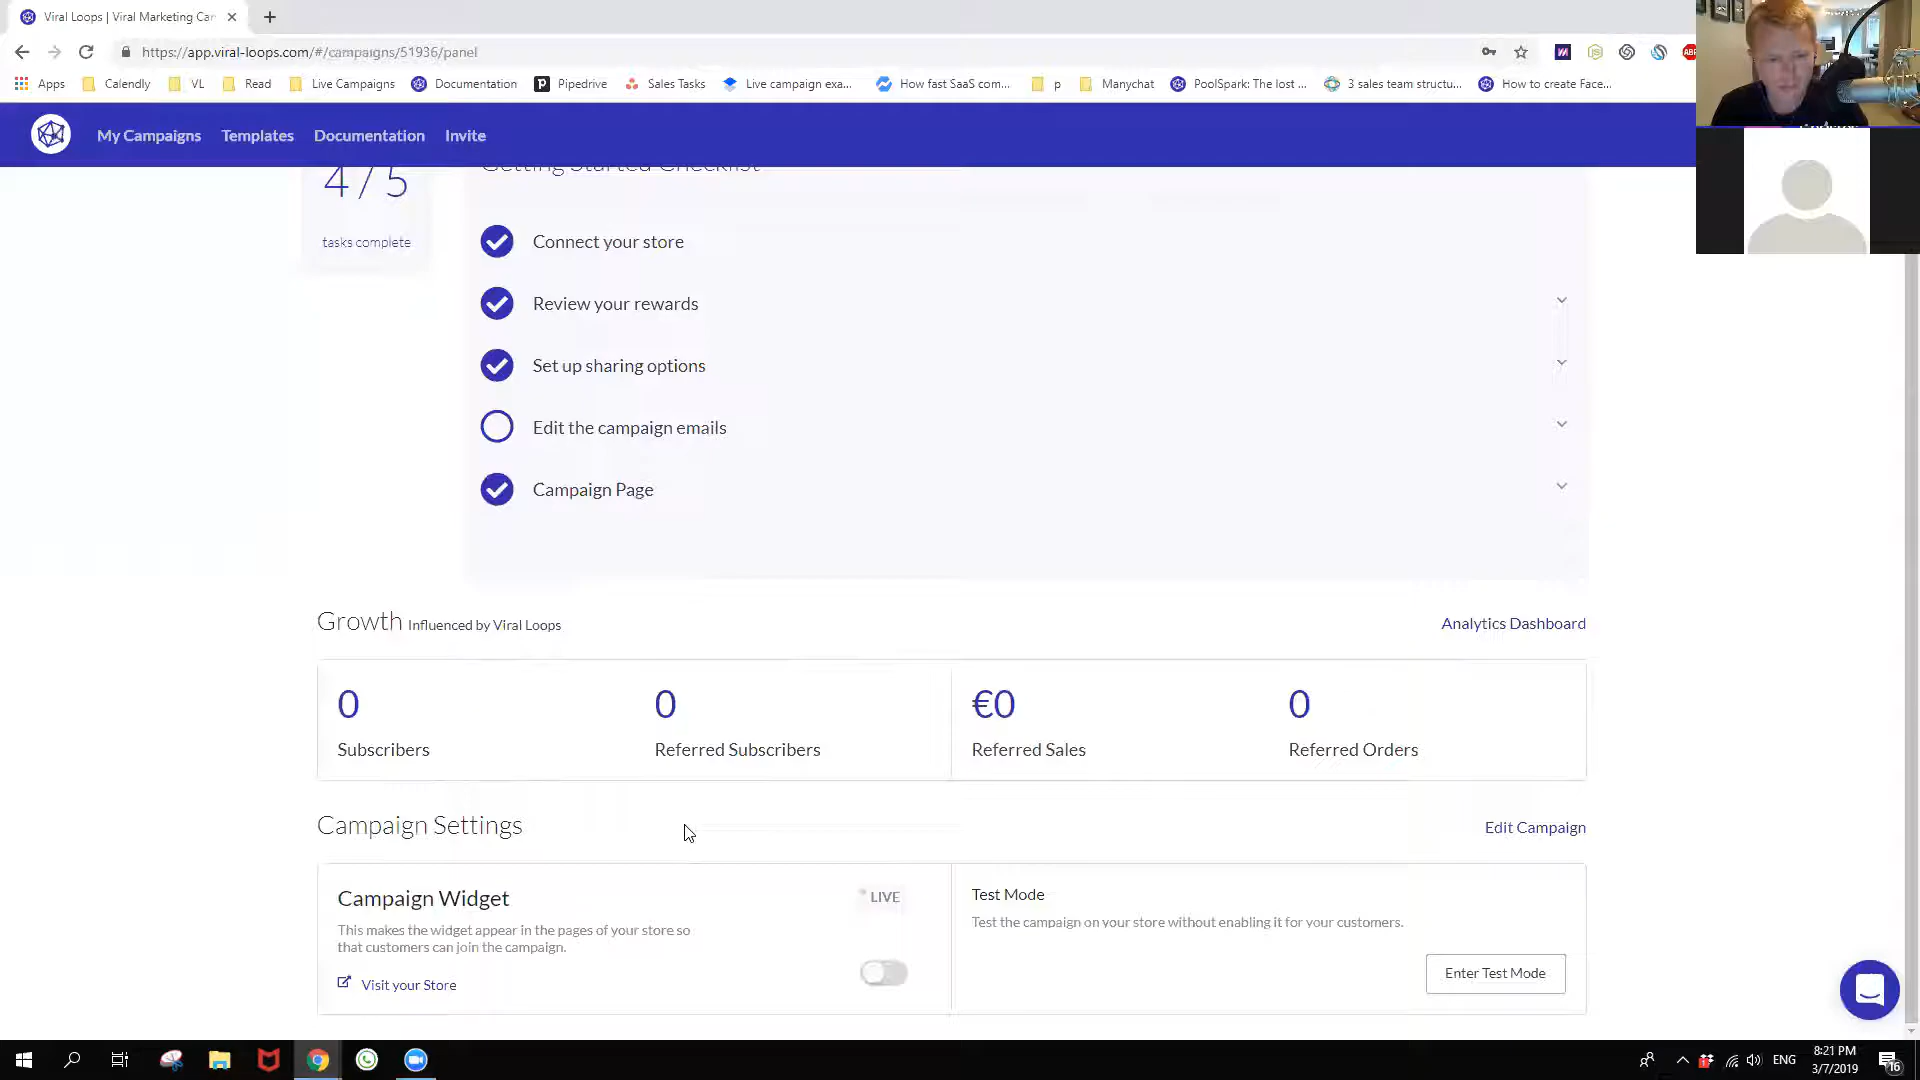 Viral Loops | Viral Marketing Car
https://app.viral-loops.com/#/campaigns/51936/panel
ABP
Apps Calendly VL Read Live Campaigns Documentation Pipedrive Sales Tasks Live campaign exa... How fast SaaS com... p Manychat PoolSpark: The lost ... 3 sales team structu... How to create Face...
My Campaigns Templates Documentation Invite
4 / 5
tasks complete
Getting Started Checklist
Connect your store
Review your rewards
Set up sharing options
Edit the campaign emails
Campaign Page
Growth Influenced by Viral Loops
Analytics Dashboard
0 0 €0 0
Subscribers Referred Subscribers Referred Sales Referred Orders
Campaign Settings
Edit Campaign
Campaign Widget
LIVE
This makes the widget appear in the pages of your store so
that customers can join the campaign.
Visit your Store
Test Mode
Test the campaign on your store without enabling it for your customers.
Enter Test Mode
ENG
8:21 PM
3/7/2019
16